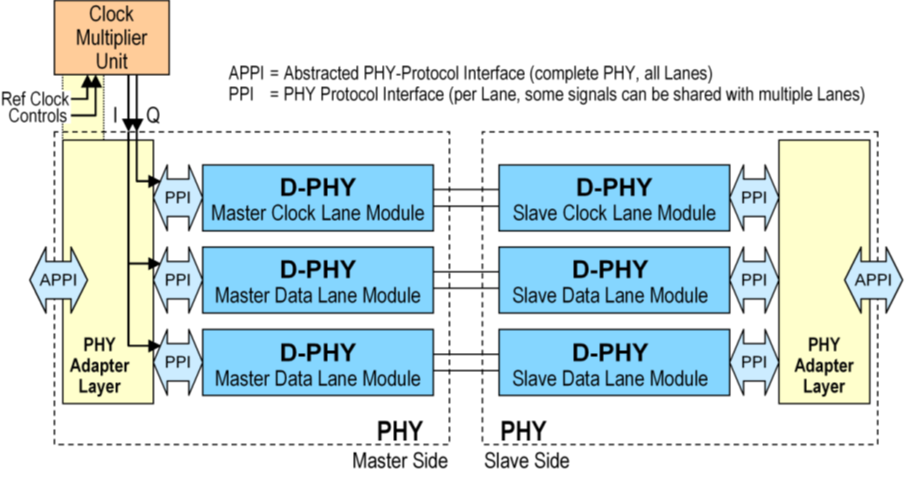 Clock
Multiplier
Unit
APPI = Abstracted PHY-Protocol Interface (complete PHY, all Lanes)
PPI = PHY Protocol Interface (per Lane, some signals can be shared with multiple Lanes)
Ref Clock
Controls
I
Q
PPI
D-PHY
Master Clock Lane Module
D-PHY
Slave Clock Lane Module
PPI
APPI
PPI
D-PHY
Master Data Lane Module
D-PHY
Slave Data Lane Module
PPI
APPI
PHY
Adapter
Layer
PPI
D-PHY
Master Data Lane Module
D-PHY
Slave Data Lane Module
PPI
PHY
Adapter
Layer
PHY
Master Side
PHY
Slave Side